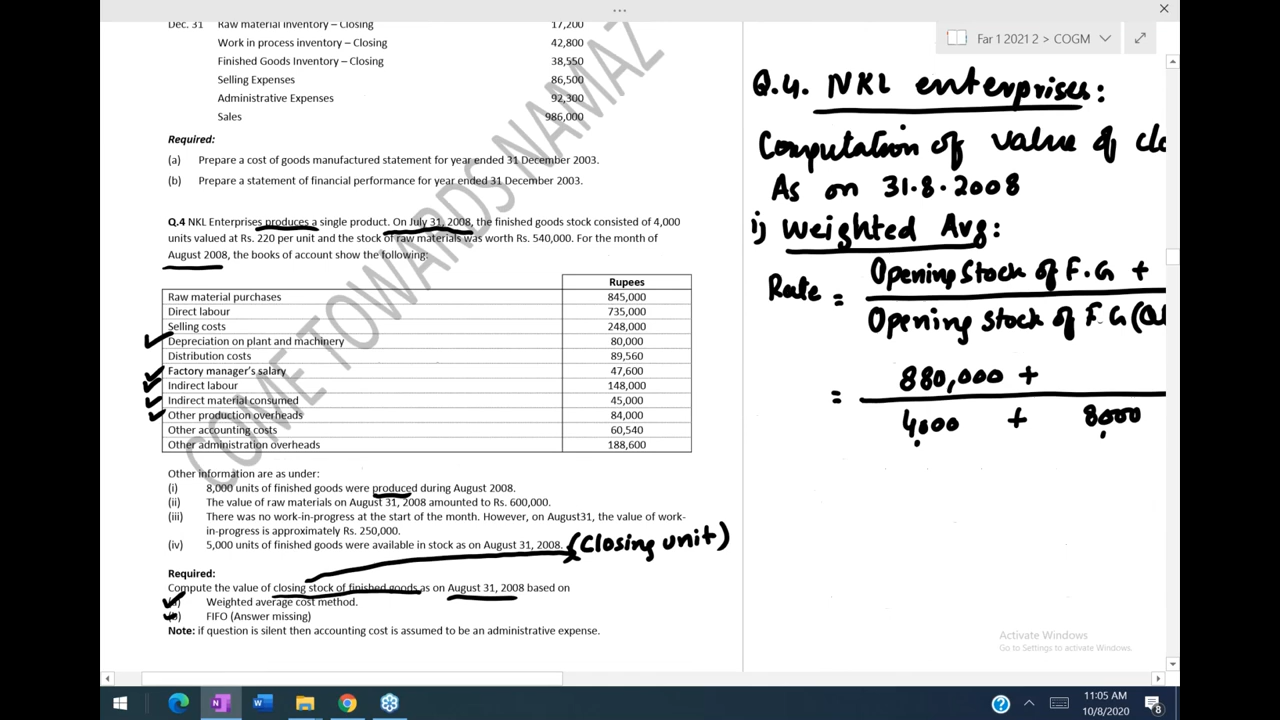 Dec. 31 Raw material inventory – Closing 17,200
Work in process inventory – Closing 42,800
Finished Goods Inventory – Closing 38,550
Selling Expenses 86,500
Administrative Expenses 92,300
Sales 986,000
Required:
(a) Prepare a cost of goods manufactured statement for year ended 31 December 2003.
(b) Prepare a statement of financial performance for year ended 31 December 2003.
Q.4 NKL Enterprises produces a single product. On July 31, 2008, the finished goods stock consisted of 4,000
units valued at Rs. 220 per unit and the stock of raw materials was worth Rs. 540,000. For the month of
August 2008, the books of account show the following:
Rupees
Raw material purchases 845,000
Direct labour 735,000
Selling costs 248,000
Depreciation on plant and machinery 80,000
Distribution costs 89,560
Factory manager's salary 47,600
Indirect labour 148,000
Indirect material consumed 45,000
Other production overheads 84,000
Other accounting costs 60,540
Other administration overheads 188,600
Other information are as under:
(i) 8,000 units of finished goods were produced during August 2008.
(ii) The value of raw materials on August 31, 2008 amounted to Rs. 600,000.
(iii) There was no work-in-progress at the start of the month. However, on August31, the value of work-
in-progress is approximately Rs. 250,000.
(iv) 5,000 units of finished goods were available in stock as on August 31, 2008. (Closing unit)
Required:
Compute the value of closing stock of finished goods as on August 31, 2008 based on
Weighted average cost method.
FIFO (Answer missing)
Note: if question is silent then accounting cost is assumed to be an administrative expense.
COME TOWARDS NAMAZ
Far 1 2021 2 > COGM
Q.4. NKL enterprises:
Computation of value of clo
As on 31.8.2008
i) Weighted Avg:
Rate = Opening Stock of F.G +
Opening Stock of F.G (Q
= 880,000 +
4,000 + 8,000
Activate Windows
Go to Settings to activate Windows.
11:05 AM
10/8/2020
8